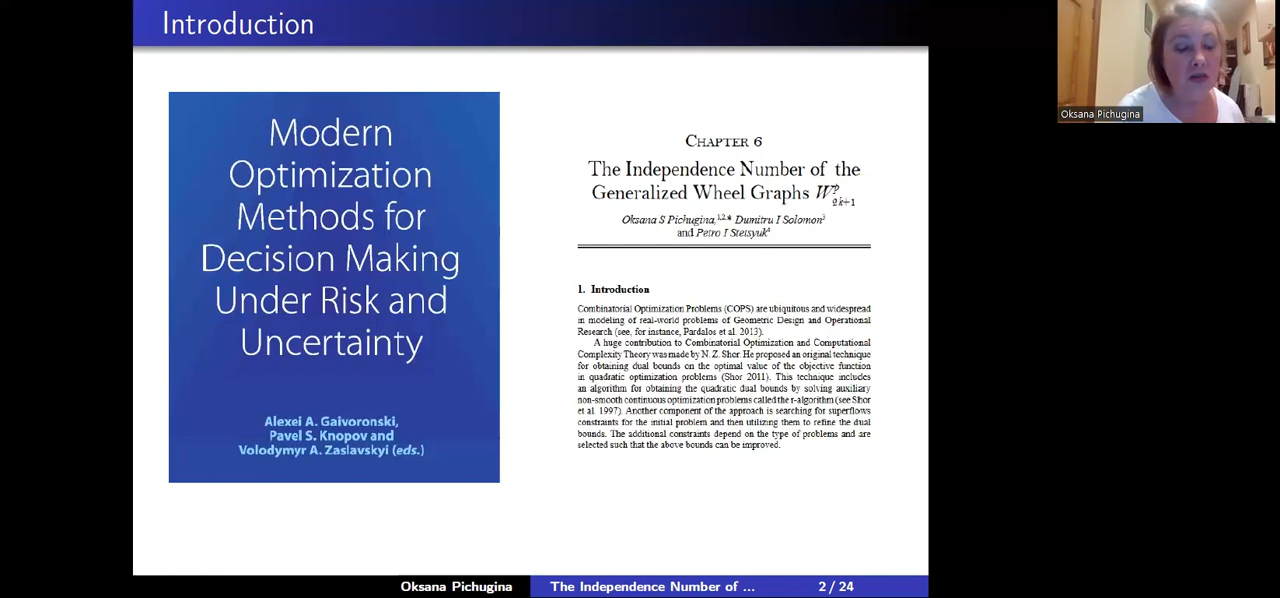 Introduction
Modern
Optimization
Methods for
Decision Making
Under Risk and
Uncertainty
Alexei A. Gaivoronski,
Pavel S. Knopov and
Volodymyr A. Zaslavskyi (eds.)
CHAPTER 6
The Independence Number of the
Generalized Wheel Graphs W^p_2k+1
Oksana S Pichugina,1,2,* Dumitru I Solomon3
and Petro I Stetsyuk4
1. Introduction
Combinatorial Optimization Problems (COPS) are ubiquitous and widespread
in modeling of real-world problems of Geometric Design and Operational
Research (see, for instance, Pardalos et al. 2013).
A huge contribution to Combinatorial Optimization and Computational
Complexity Theory was made by N. Z. Shor. He proposed an original technique
for obtaining dual bounds on the optimal value of the objective function
in quadratic optimization problems (Shor 2011). This technique includes
an algorithm for obtaining the quadratic dual bounds by solving auxiliary
non-smooth continuous optimization problems called the r-algorithm (see Shor
et al. 1997). Another component of the approach is searching for superflows
constraints for the initial problem and then utilizing them to refine the dual
bounds. The additional constraints depend on the type of problems and are
selected such that the above bounds can be improved.
Oksana Pichugina
The Independence Number of ...
2 / 24
Oksana Pichugina